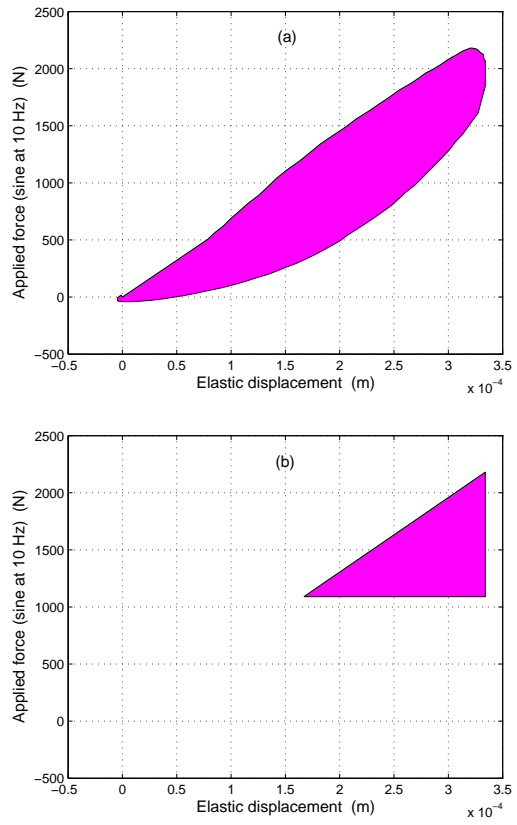 (a)
2500
2000
1500
1000
500
0
−500
Applied force (sine at 10 Hz) (N)
−0.5 0 0.5 1 1.5 2 2.5 3 3.5
Elastic displacement (m)
x 10⁻⁴
(b)
2500
2000
1500
1000
500
0
−500
Applied force (sine at 10 Hz) (N)
−0.5 0 0.5 1 1.5 2 2.5 3 3.5
Elastic displacement (m)
x 10⁻⁴